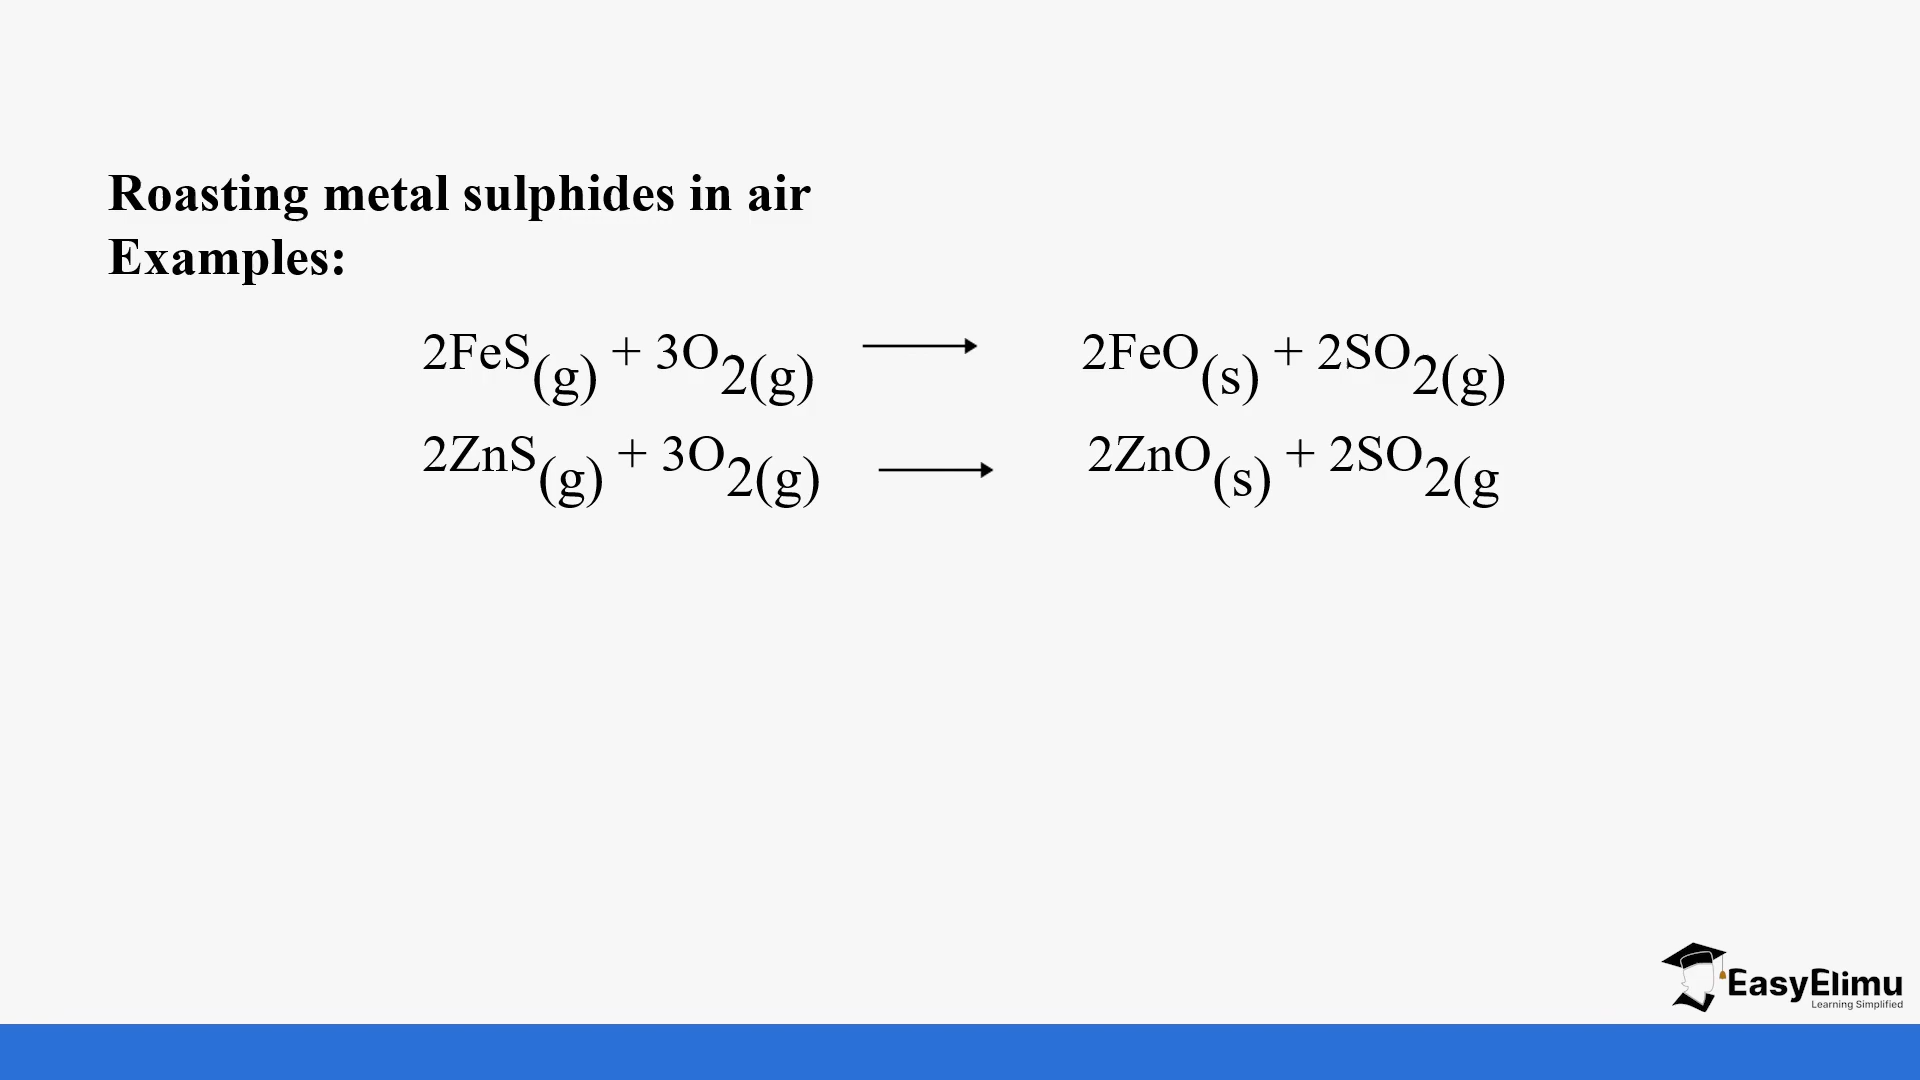 Roasting metal sulphides in air
Examples:
2FeS(g) + 3O2(g) ⟶ 2FeO(s) + 2SO2(g)
2ZnS(g) + 3O2(g) ⟶ 2ZnO(s) + 2SO2(g
EasyElimu
Learning Simplified